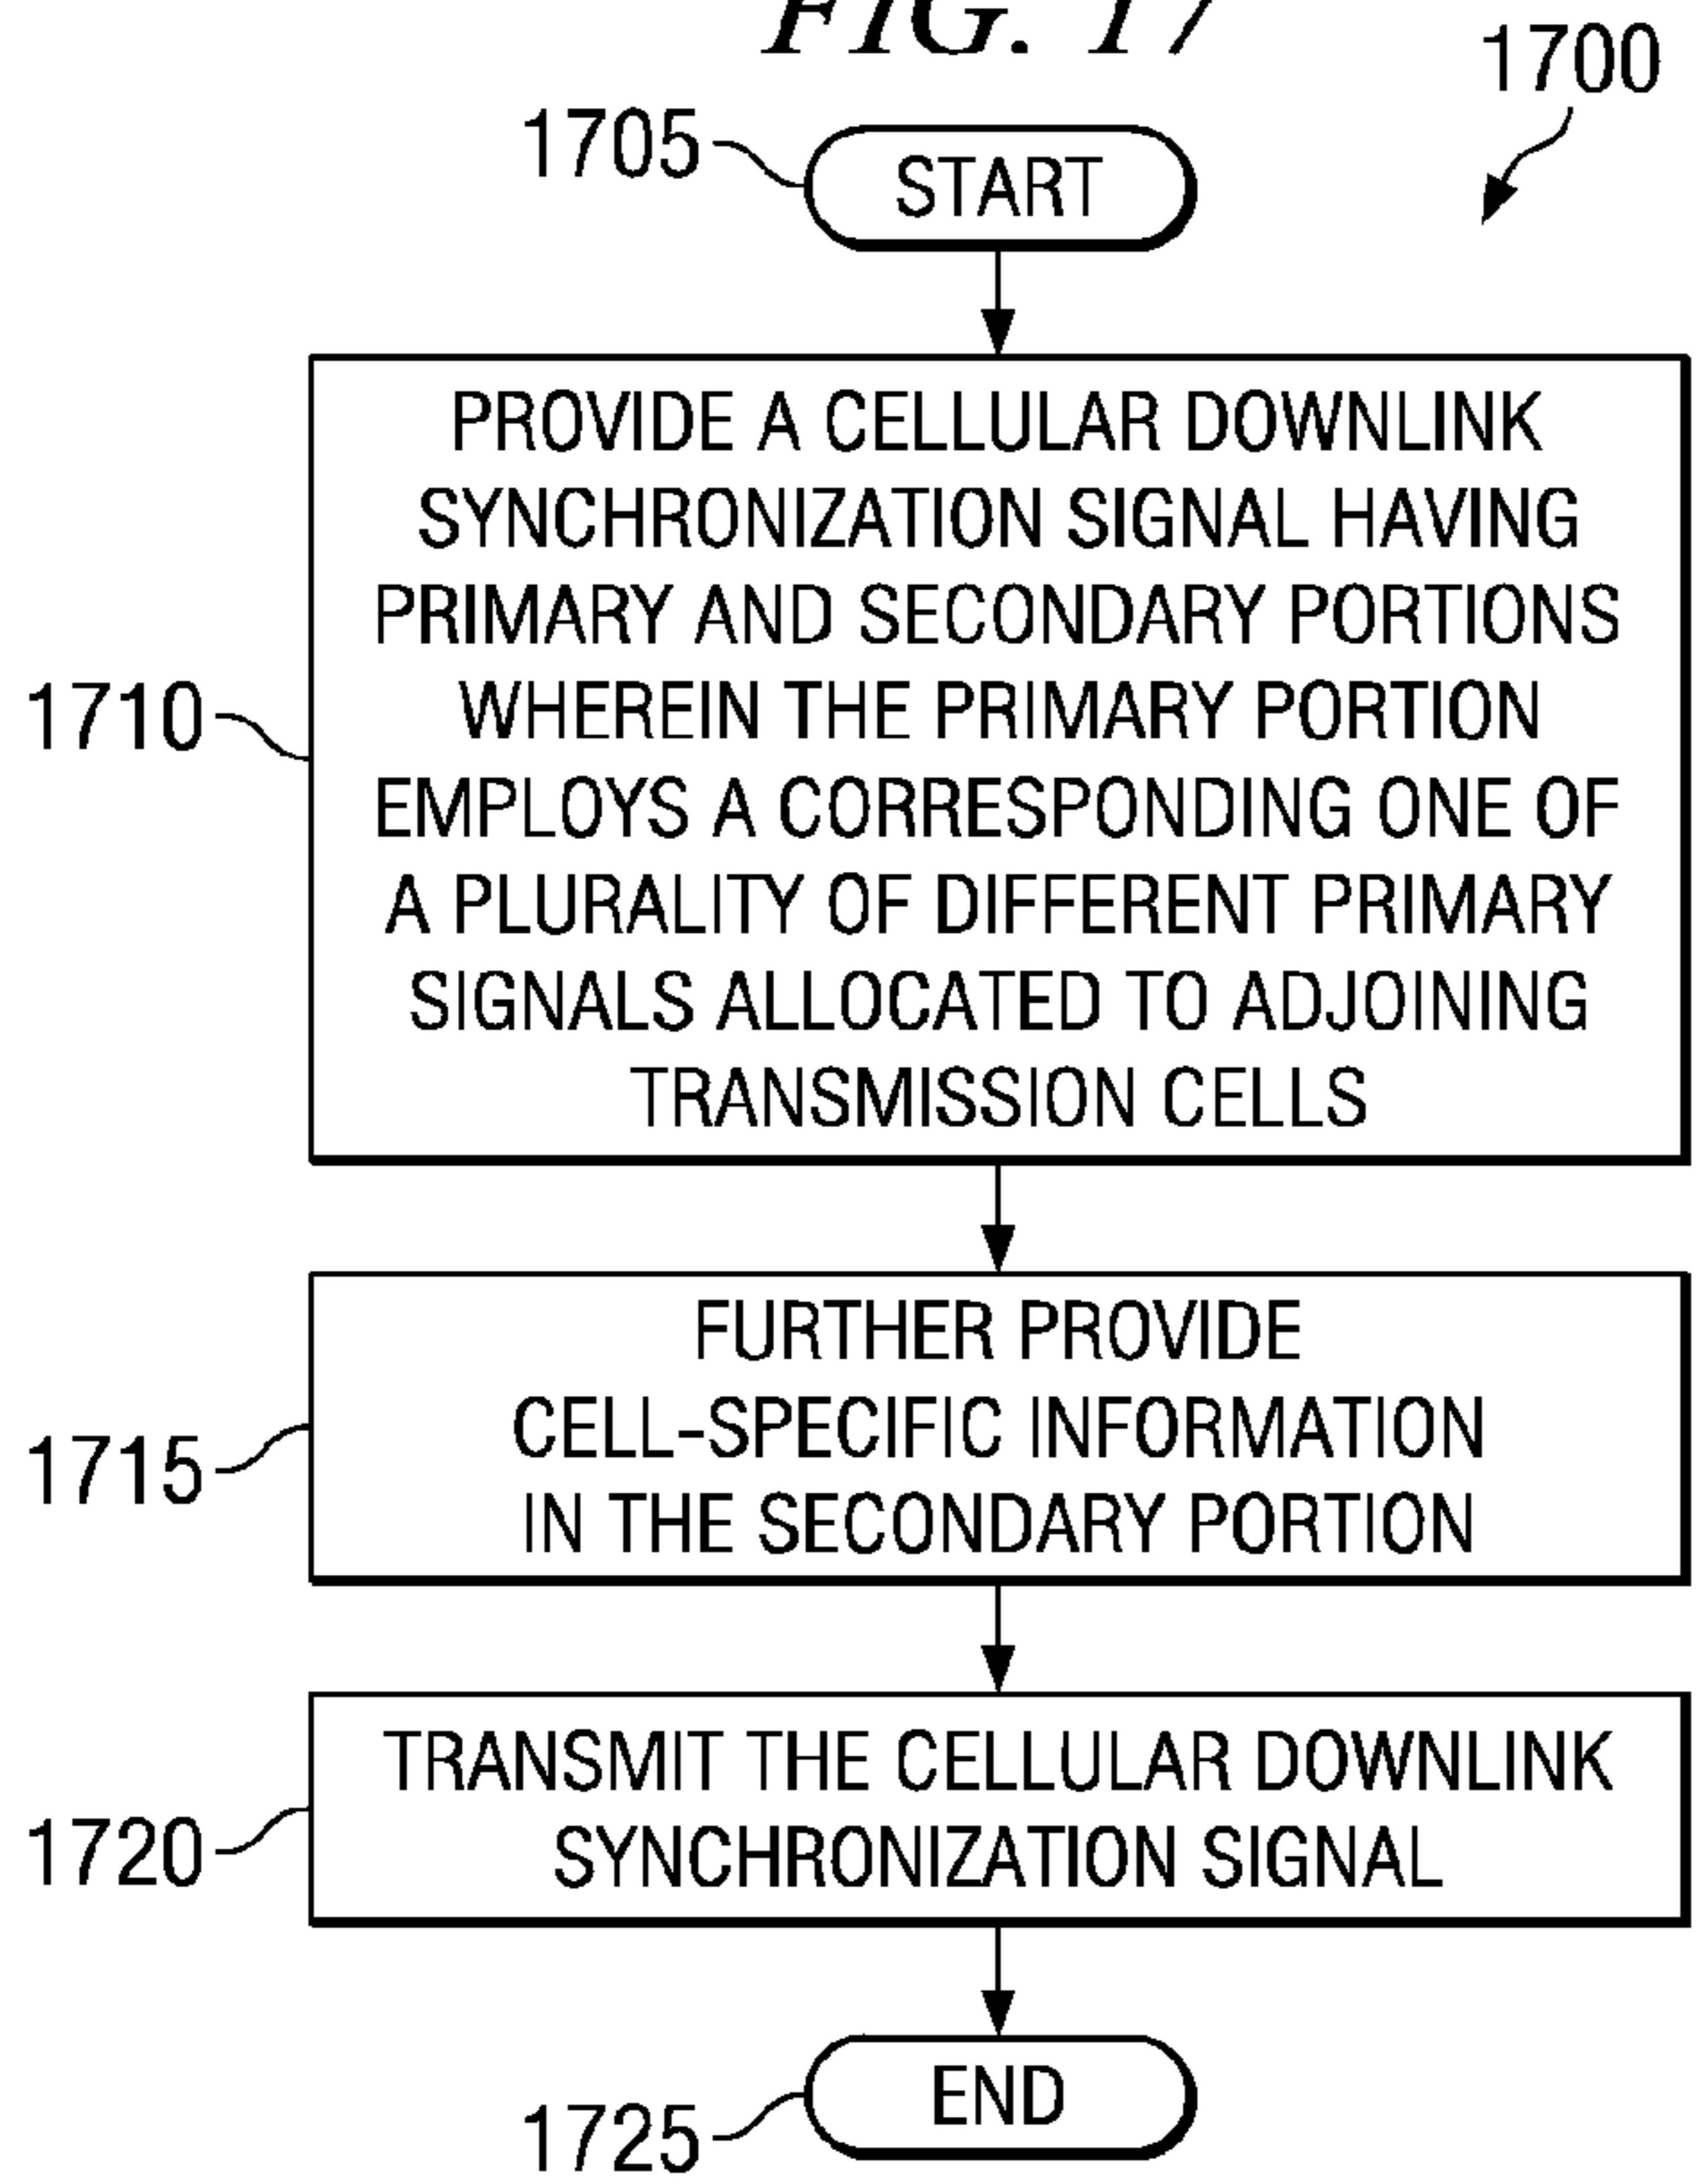 FIG. 17
1700
1705
START
1710
PROVIDE A CELLULAR DOWNLINK
SYNCHRONIZATION SIGNAL HAVING
PRIMARY AND SECONDARY PORTIONS
WHEREIN THE PRIMARY PORTION
EMPLOYS A CORRESPONDING ONE OF
A PLURALITY OF DIFFERENT PRIMARY
SIGNALS ALLOCATED TO ADJOINING
TRANSMISSION CELLS
1715
FURTHER PROVIDE
CELL-SPECIFIC INFORMATION
IN THE SECONDARY PORTION
1720
TRANSMIT THE CELLULAR DOWNLINK
SYNCHRONIZATION SIGNAL
1725
END